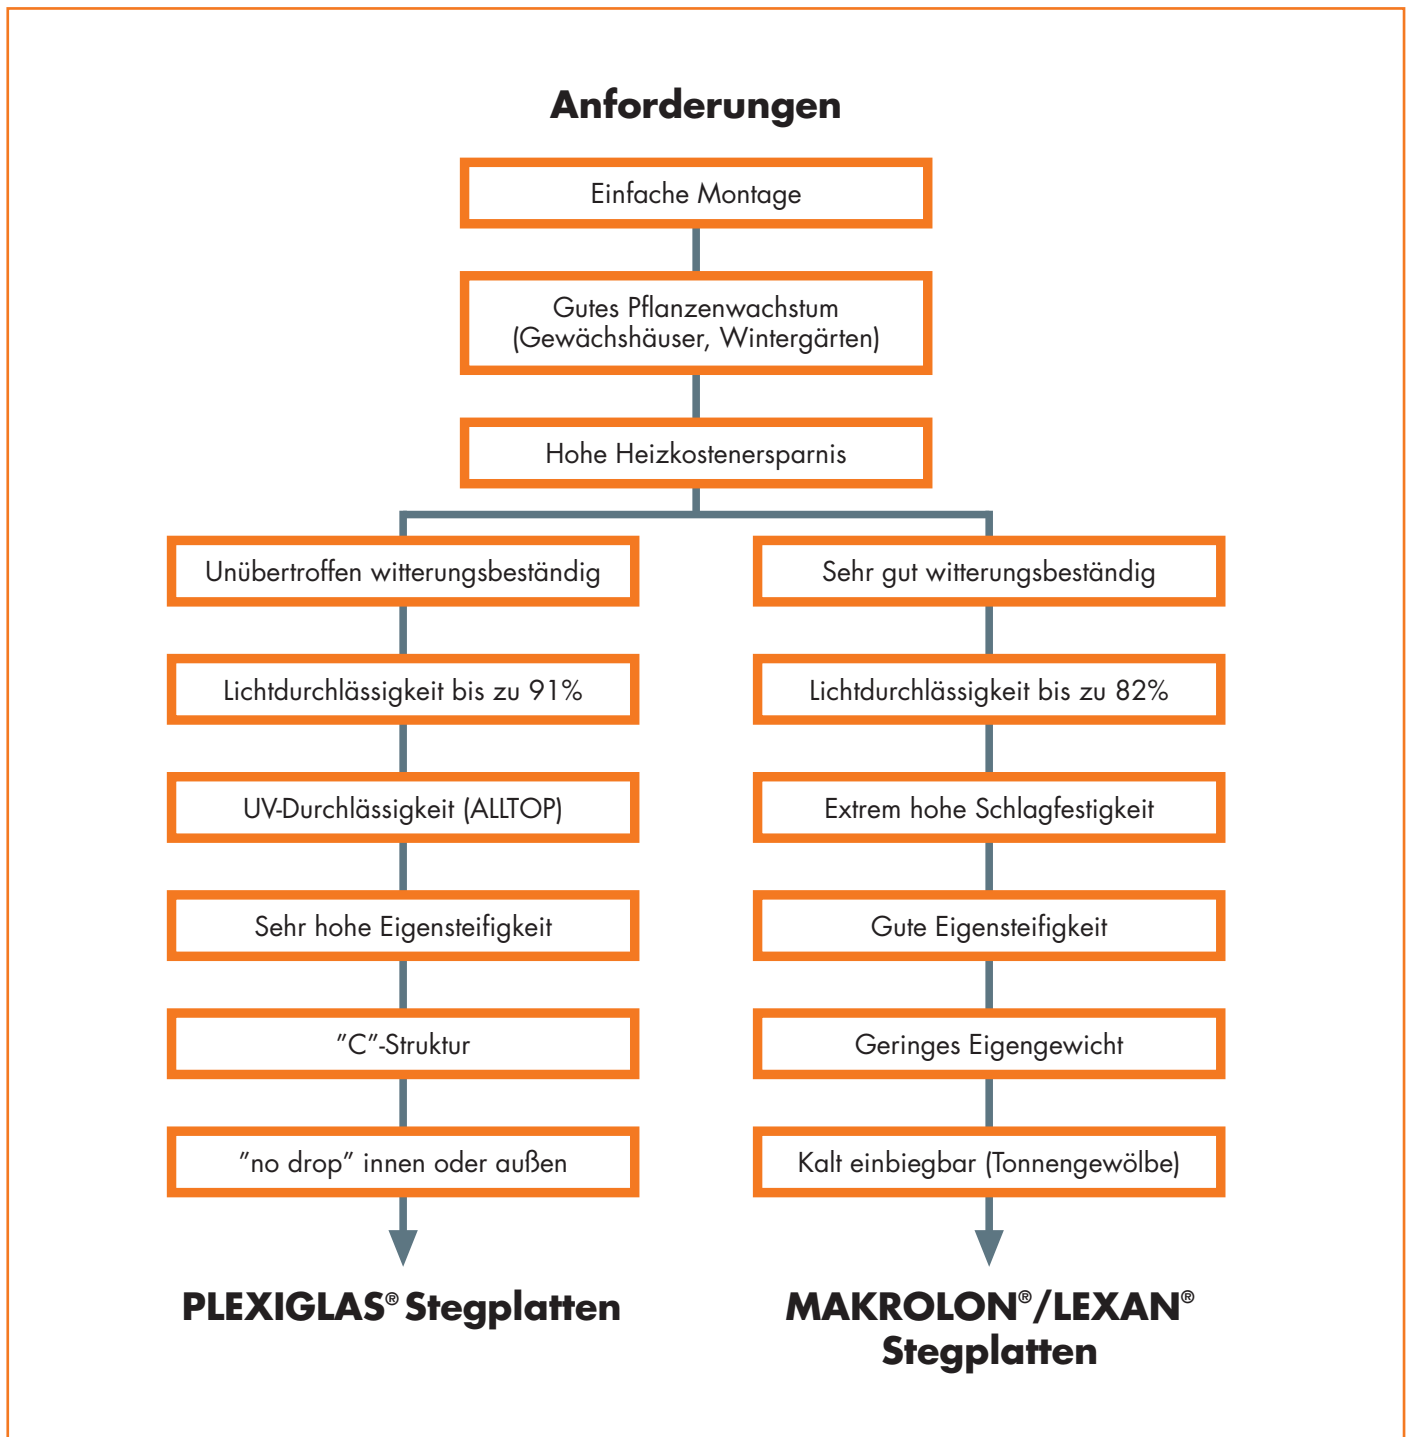 Anforderungen
Einfache Montage
Gutes Pflanzenwachstum
(Gewächshäuser, Wintergärten)
Hohe Heizkostenersparnis
Unübertroffen witterungsbeständig
Lichtdurchlässigkeit bis zu 91%
UV-Durchlässigkeit (ALLTOP)
Sehr hohe Eigensteifigkeit
”C”-Struktur
”no drop” innen oder außen
PLEXIGLAS® Stegplatten
Sehr gut witterungsbeständig
Lichtdurchlässigkeit bis zu 82%
Extrem hohe Schlagfestigkeit
Gute Eigensteifigkeit
Geringes Eigengewicht
Kalt einbiegbar (Tonnengewölbe)
MAKROLON®/LEXAN®
Stegplatten